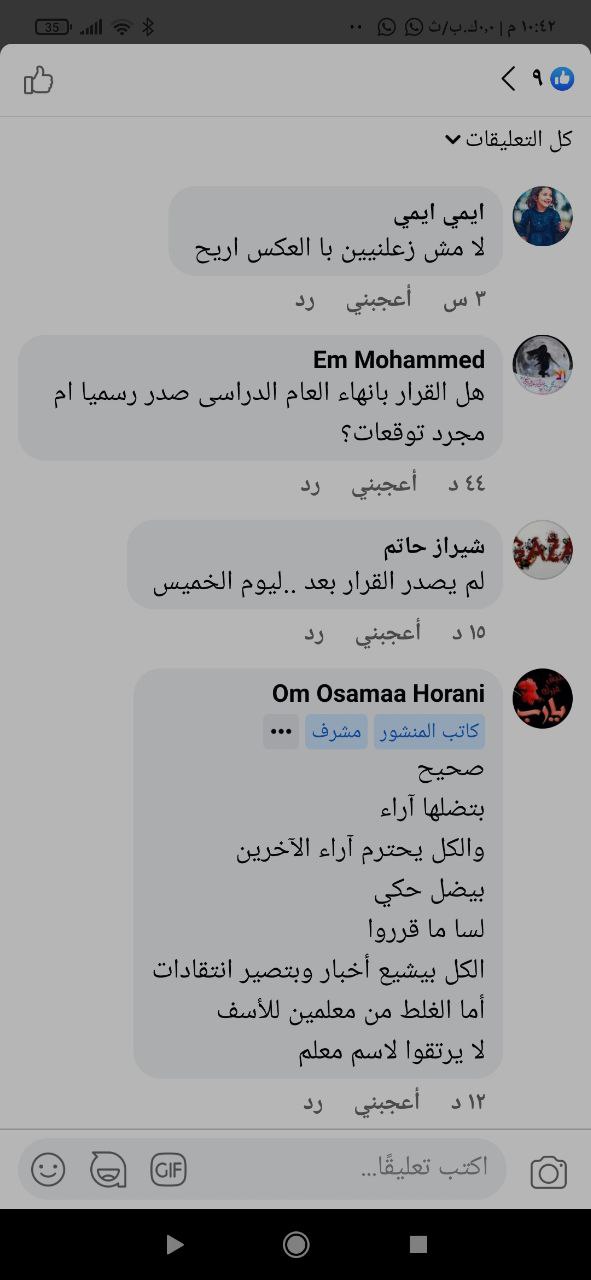 ١٠:٤٢ م | ٠٫٠ك.ب/ث
35
٩
كل التعليقات
ايمي ايمي
لا مش زعلنيين با العكس اريح
٣ س أعجبني رد
Em Mohammed
هل القرار بانهاء العام الدراسى صدر رسميا ام
مجرد توقعات؟
٤٤ د أعجبني رد
شيراز حاتم
لم يصدر القرار بعد ..ليوم الخميس
١٥ د أعجبني رد
يارب
Om Osamaa Horani
كاتب المنشور مشرف •••
صحيح
بتضلها آراء
والكل يحترم آراء الآخرين
بيضل حكي
لسا ما قرروا
الكل بيشيع أخبار وبتصير انتقادات
أما الغلط من معلمين للأسف
لا يرتقوا لاسم معلم
١٢ د أعجبني رد
اكتب تعليقًا...
GIF